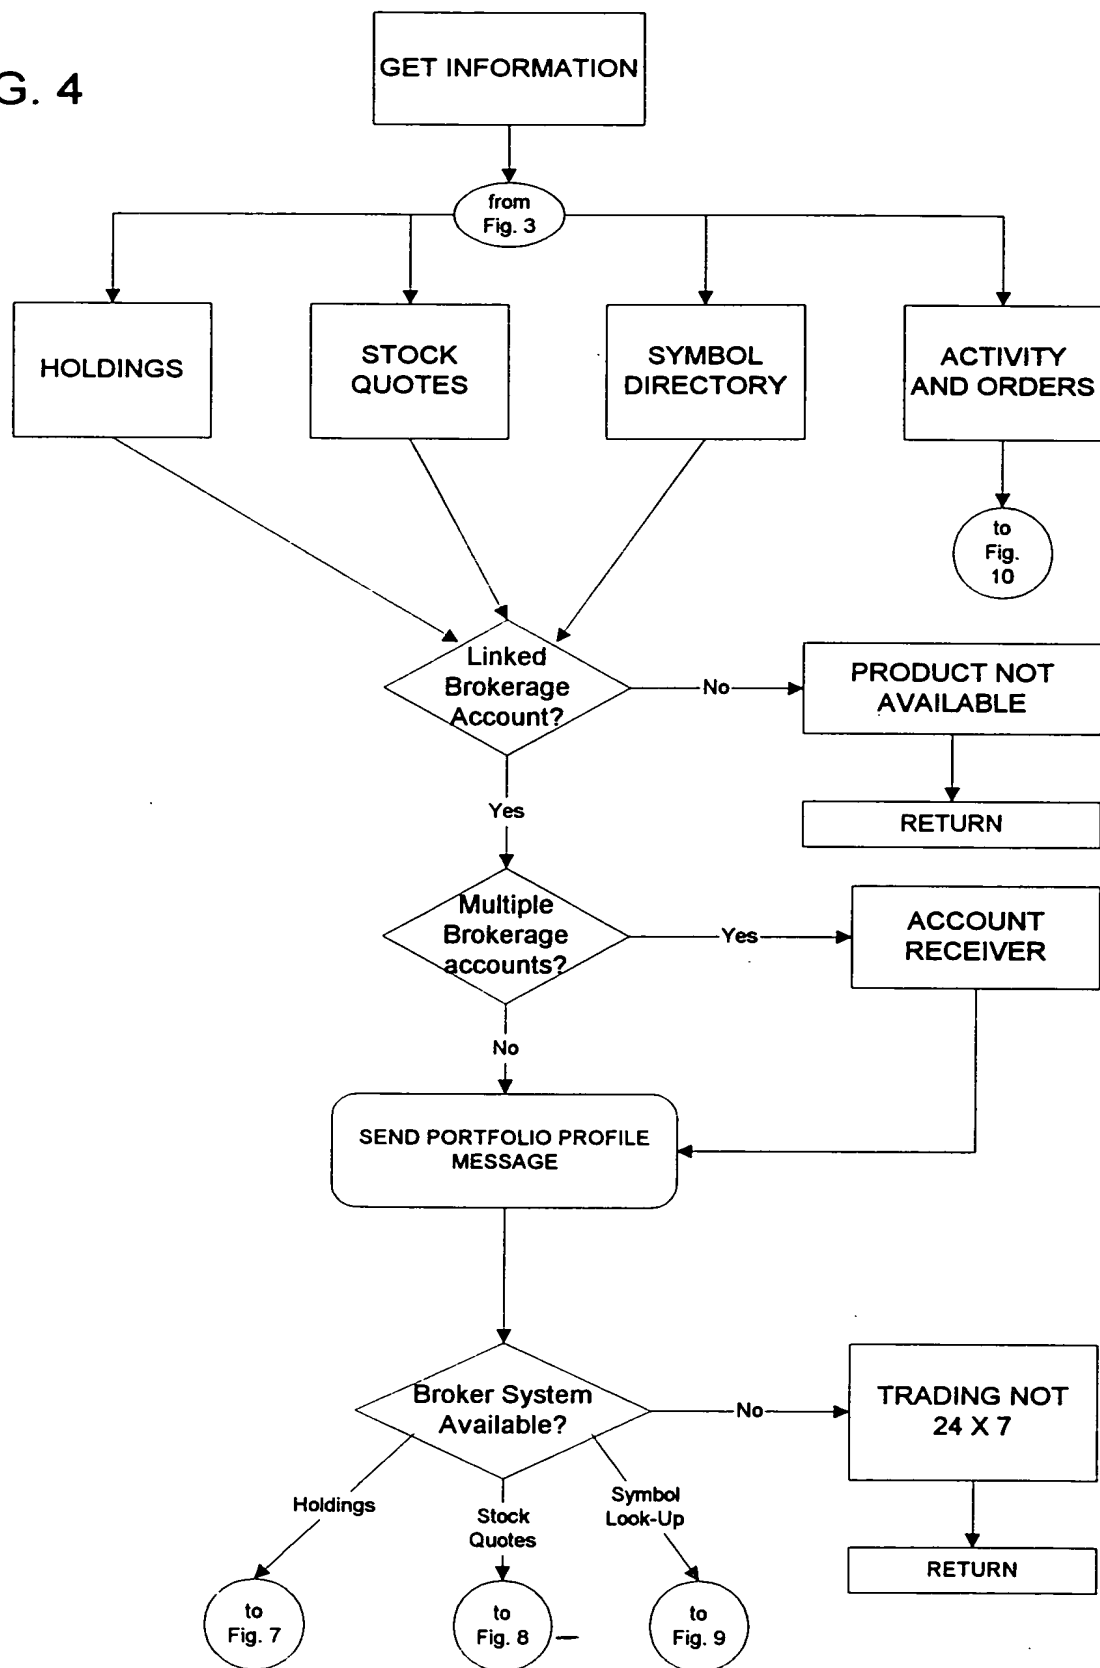 G. 4
GET INFORMATION
from
Fig. 3
HOLDINGS
STOCK
QUOTES
SYMBOL
DIRECTORY
ACTIVITY
AND ORDERS
to
Fig.
10
Linked
Brokerage
Account?
No
PRODUCT NOT
AVAILABLE
Yes
RETURN
Multiple
Brokerage
accounts?
Yes
ACCOUNT
RECEIVER
No
SEND PORTFOLIO PROFILE
MESSAGE
Broker System
Available?
No
TRADING NOT
24 X 7
Holdings
Stock
Quotes
Symbol
Look-Up
RETURN
to
Fig. 7
to
Fig. 8
to
Fig. 9